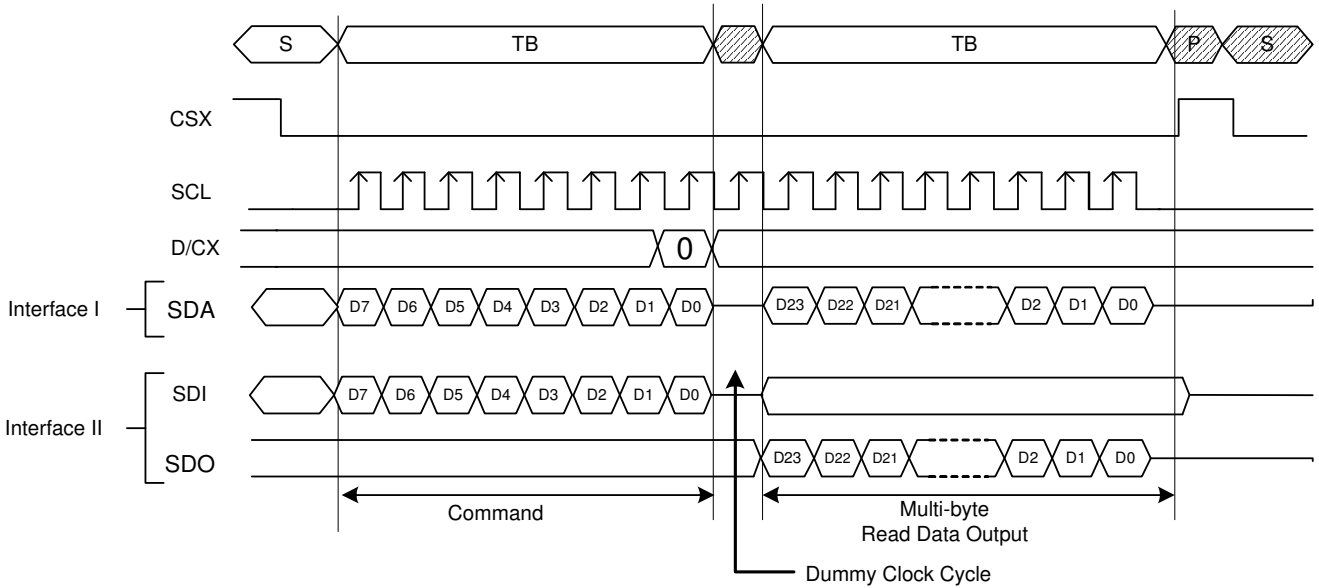 S TB TB P S
CSX
SCL
D/CX 0
Interface I SDA D7 D6 D5 D4 D3 D2 D1 D0 D23 D22 D21 D2 D1 D0
SDI D7 D6 D5 D4 D3 D2 D1 D0
Interface II
SDO D23 D22 D21 D2 D1 D0
Command Multi-byte
Read Data Output
Dummy Clock Cycle